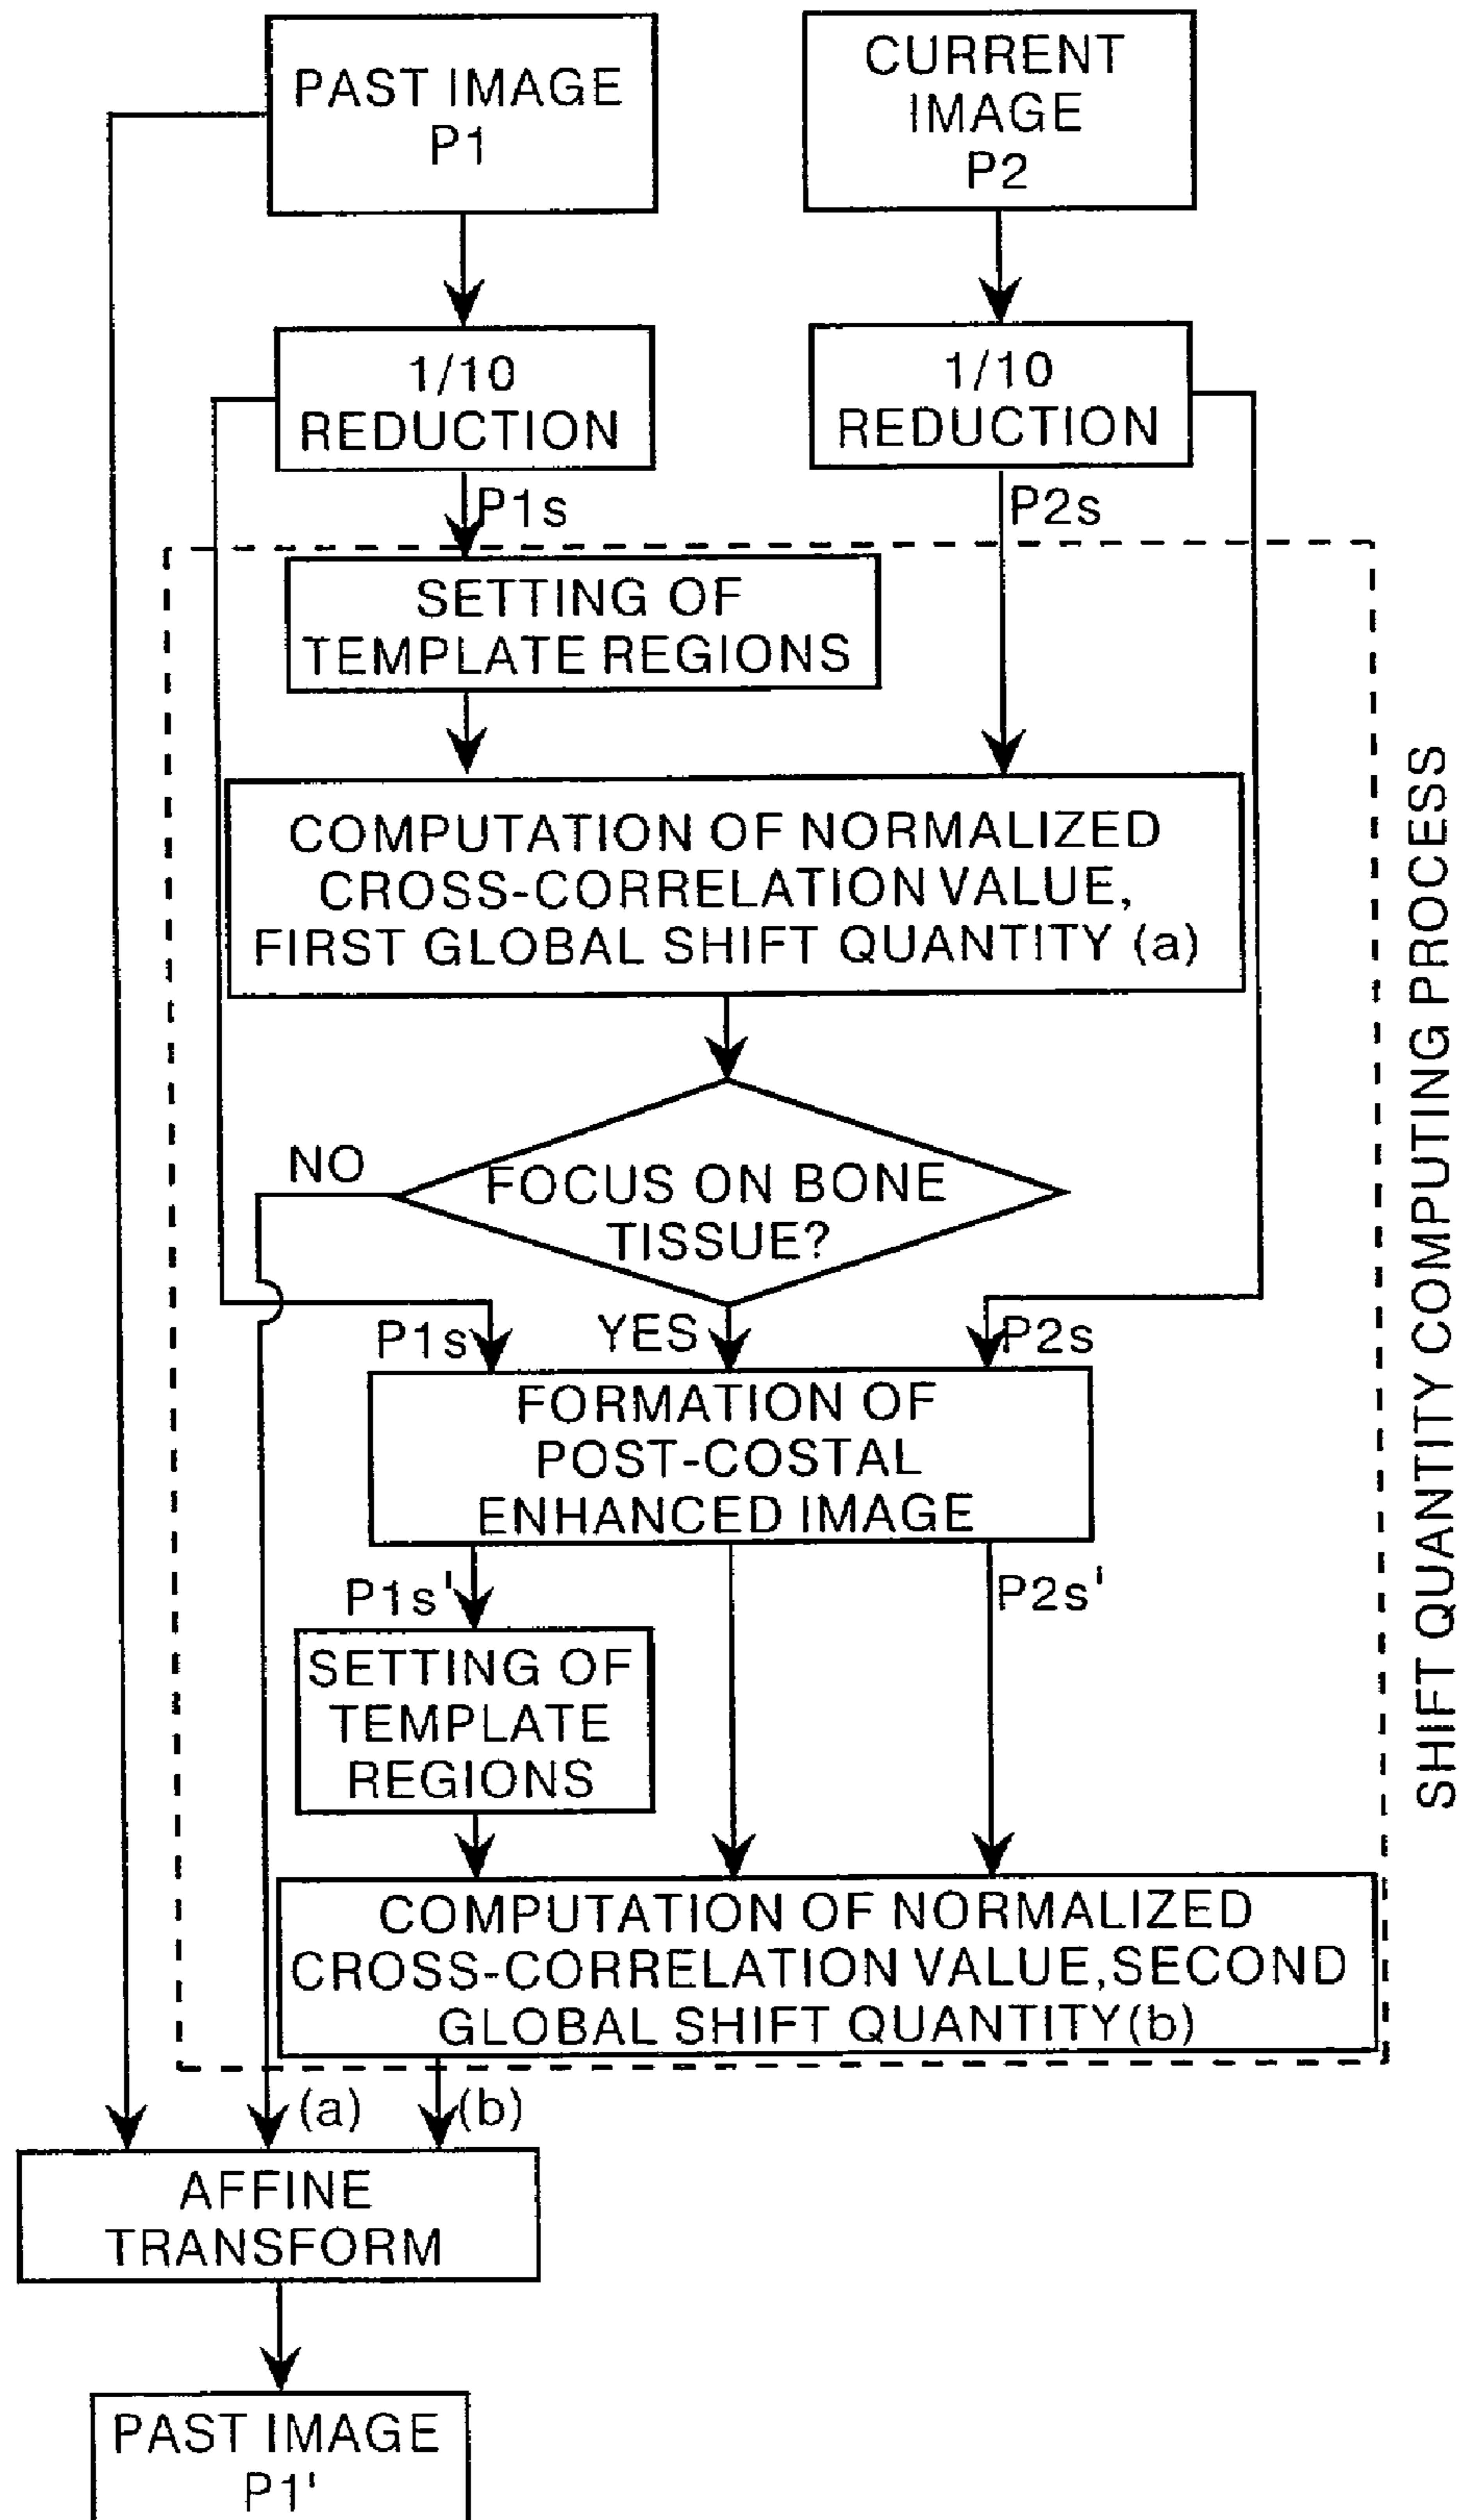 PAST IMAGE
P1
CURRENT
IMAGE
P2
1/10
REDUCTION
1/10
REDUCTION
P1s
P2s
SETTING OF
TEMPLATE REGIONS
COMPUTATION OF NORMALIZED
CROSS-CORRELATION VALUE,
FIRST GLOBAL SHIFT QUANTITY (a)
NO
FOCUS ON BONE
TISSUE?
P1s
YES
P2s
FORMATION OF
POST-COSTAL
ENHANCED IMAGE
P1s'
P2s'
SETTING OF
TEMPLATE
REGIONS
COMPUTATION OF NORMALIZED
CROSS-CORRELATION VALUE, SECOND
GLOBAL SHIFT QUANTITY(b)
SHIFT QUANTITY COMPUTING PROCESS
(a)
(b)
AFFINE
TRANSFORM
PAST IMAGE
P1'